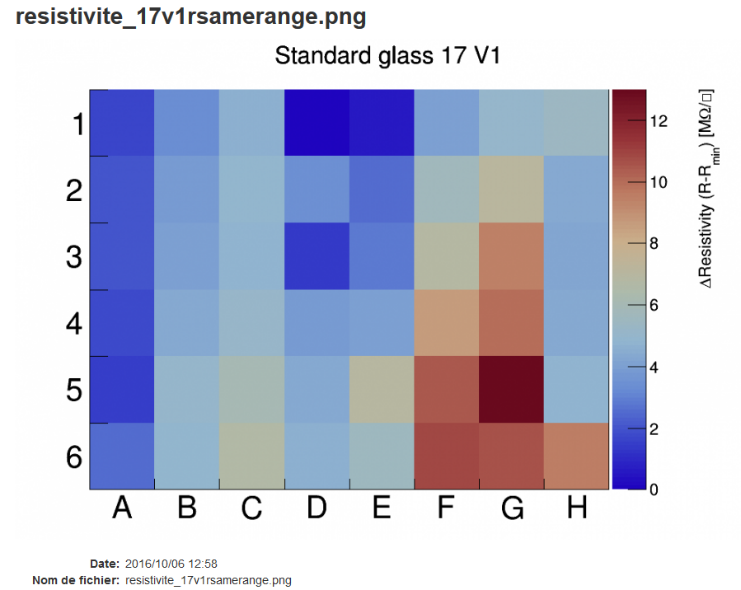 resistivite_17v1rsamerange.png
Standard glass 17 V1
1
2
3
4
5
6
A B C D E F G H
12
10
8
6
4
2
0
ΔResistivity (R-Rmin) [MΩ/□]
Date: 2016/10/06 12:58
Nom de fichier: resistivite_17v1rsamerange.png